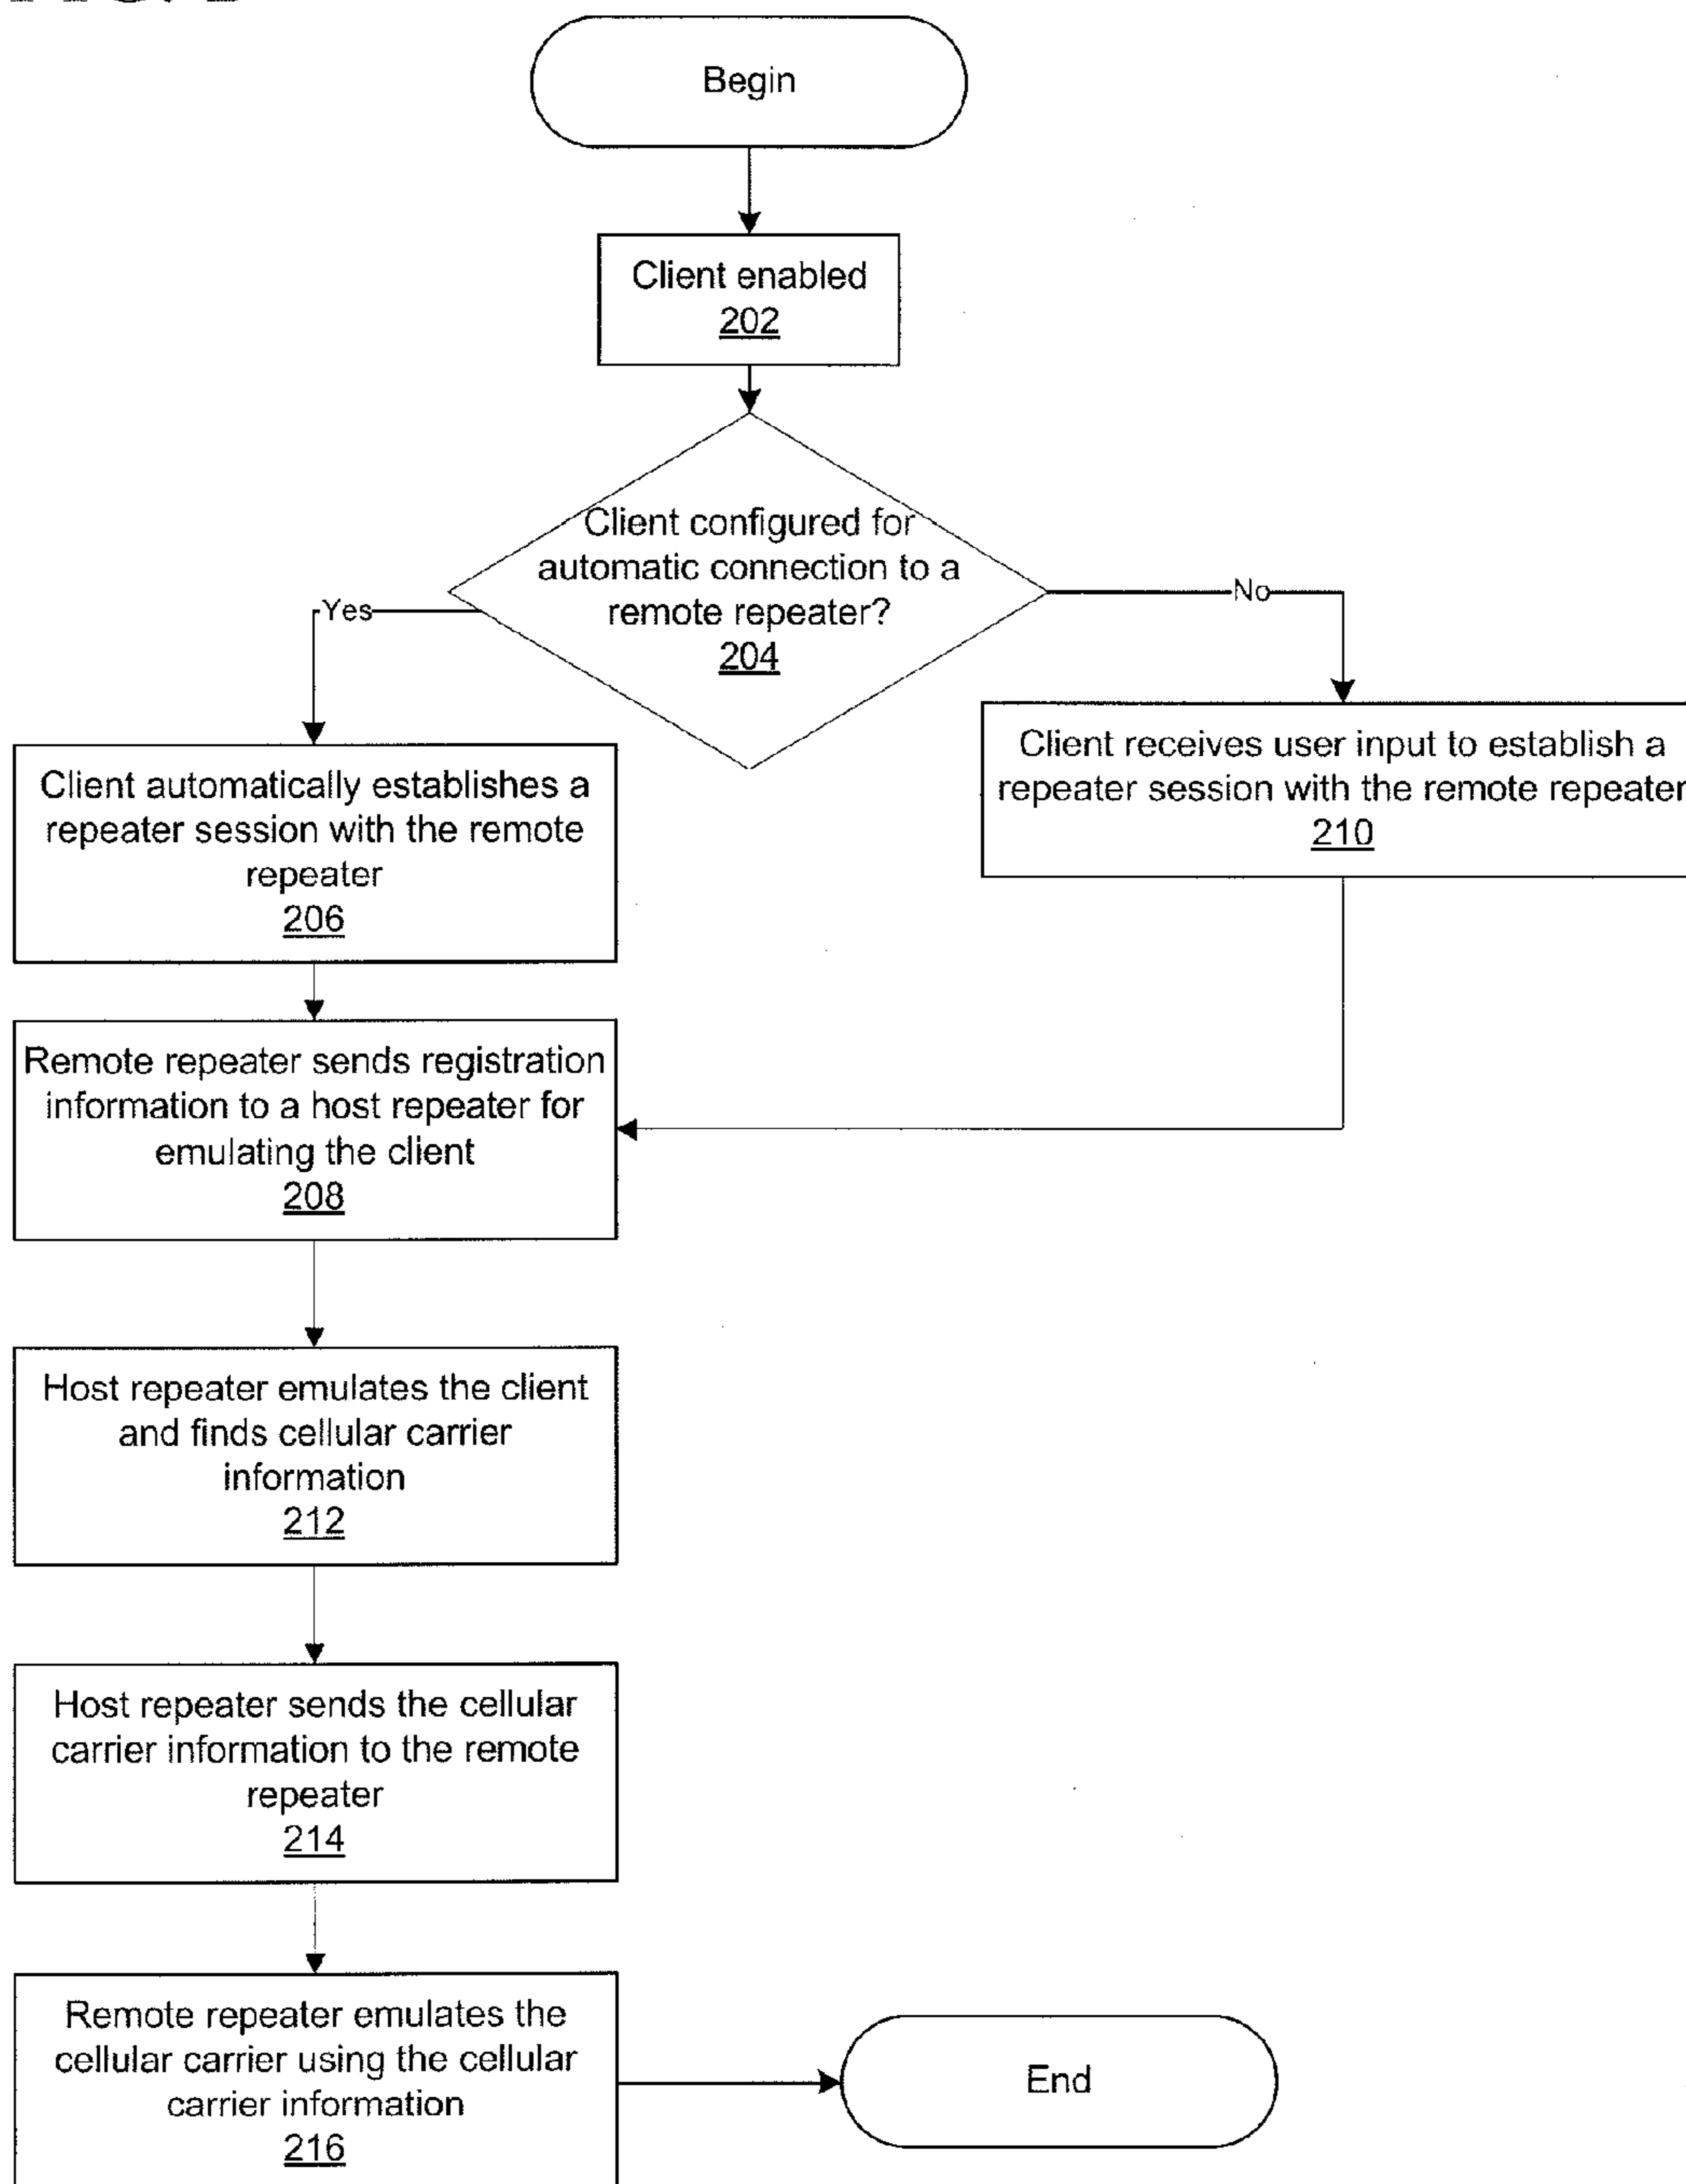 Begin
Client enabled
202
Client configured for
automatic connection to a
remote repeater?
204
Yes
No
Client automatically establishes a
repeater session with the remote
repeater
206
Client receives user input to establish a
repeater session with the remote repeater
210
Remote repeater sends registration
information to a host repeater for
emulating the client
208
Host repeater emulates the client
and finds cellular carrier
information
212
Host repeater sends the cellular
carrier information to the remote
repeater
214
Remote repeater emulates the
cellular carrier using the cellular
carrier information
216
End